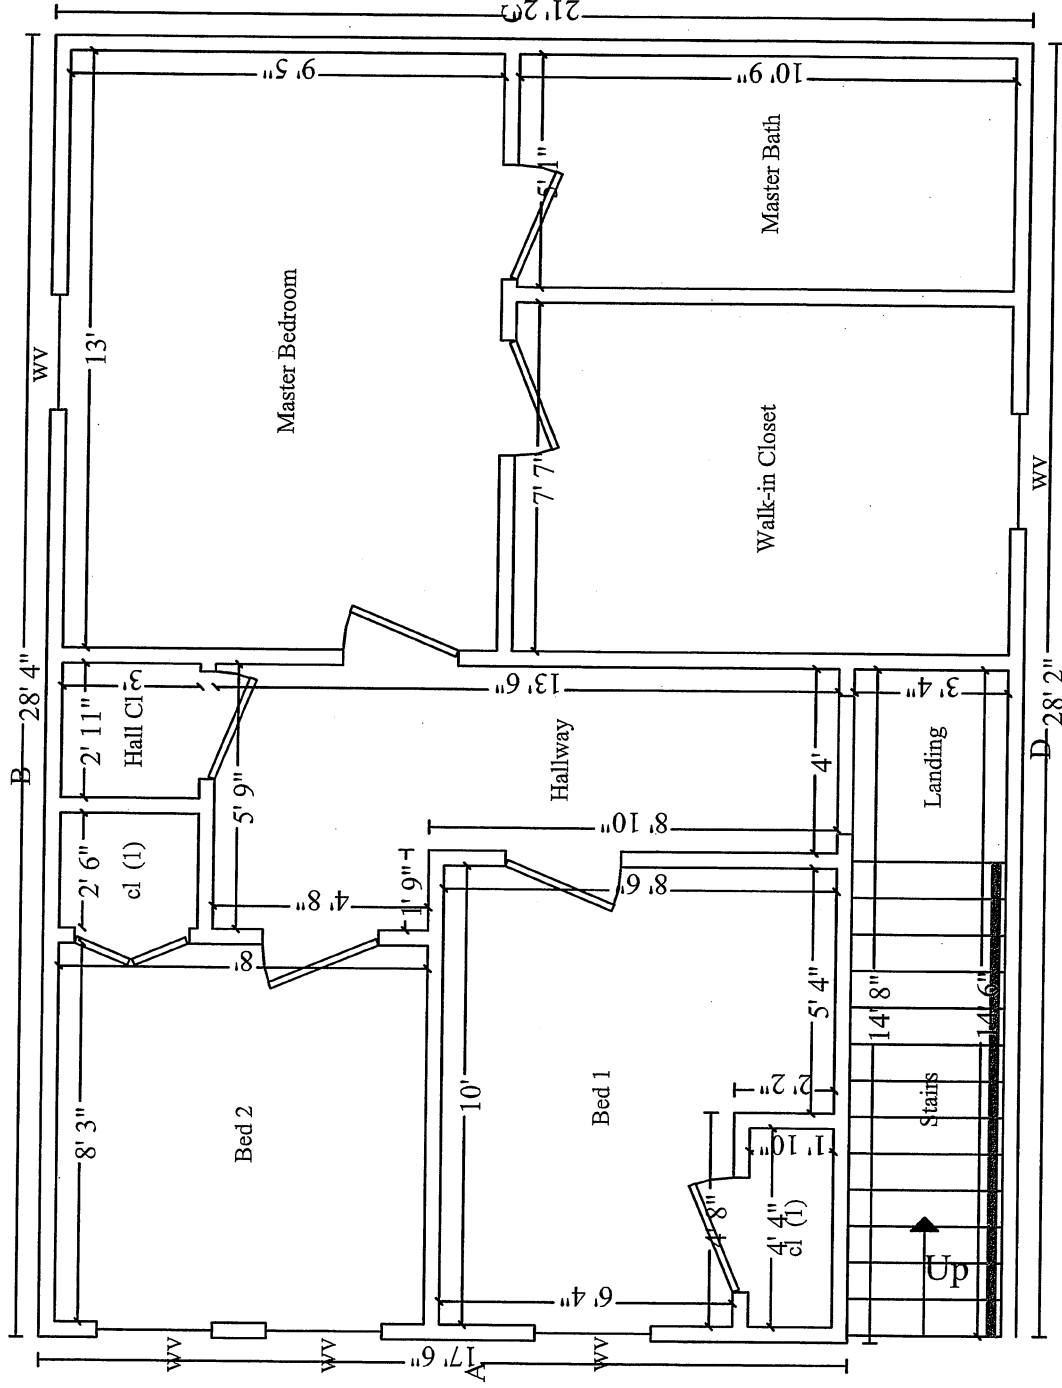 21' 2"
C
9' 5"
10' 9"
Master Bath
5' 1"
wv
13'
Master Bedroom
7' 7"
Walk-in Closet
wv
B
28' 4"
3'
13' 6"
3' 4"
28' 2"
D
2' 11"
Hall Cl
5' 9"
Hallway
4'
Landing
8' 10"
2' 6"
cl (1)
4' 8"
1' 9"
8' 6"
8'
5' 4"
14' 8"
14' 6"
8' 3"
Bed 2
10'
Bed 1
2' 2"
Stairs
1' 10"
4' 8"
4' 4"
cl (1)
6' 4"
Up
wv
wv
wv
17' 6"
A